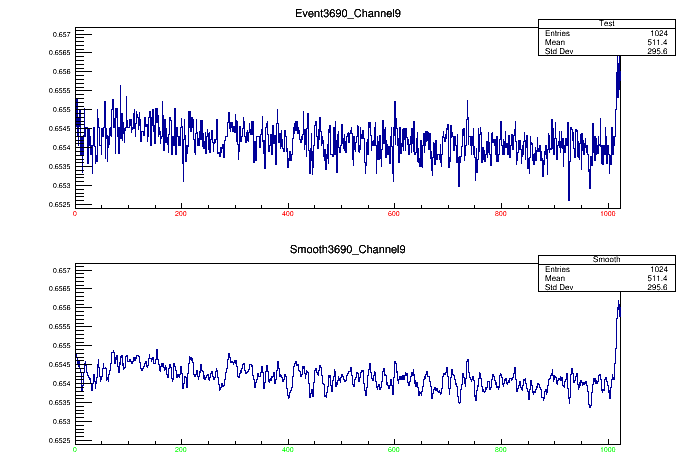 Event3690_Channel9
Test
Entries 1024
Mean 511.4
Std Dev 295.6
0.657
0.6565
0.656
0.6555
0.655
0.6545
0.654
0.6535
0.653
0.6525
0 200 400 600 800 1000
Smooth3690_Channel9
Smooth
Entries 1024
Mean 511.4
Std Dev 295.6
0.657
0.6565
0.656
0.6555
0.655
0.6545
0.654
0.6535
0.653
0.6525
0 200 400 600 800 1000